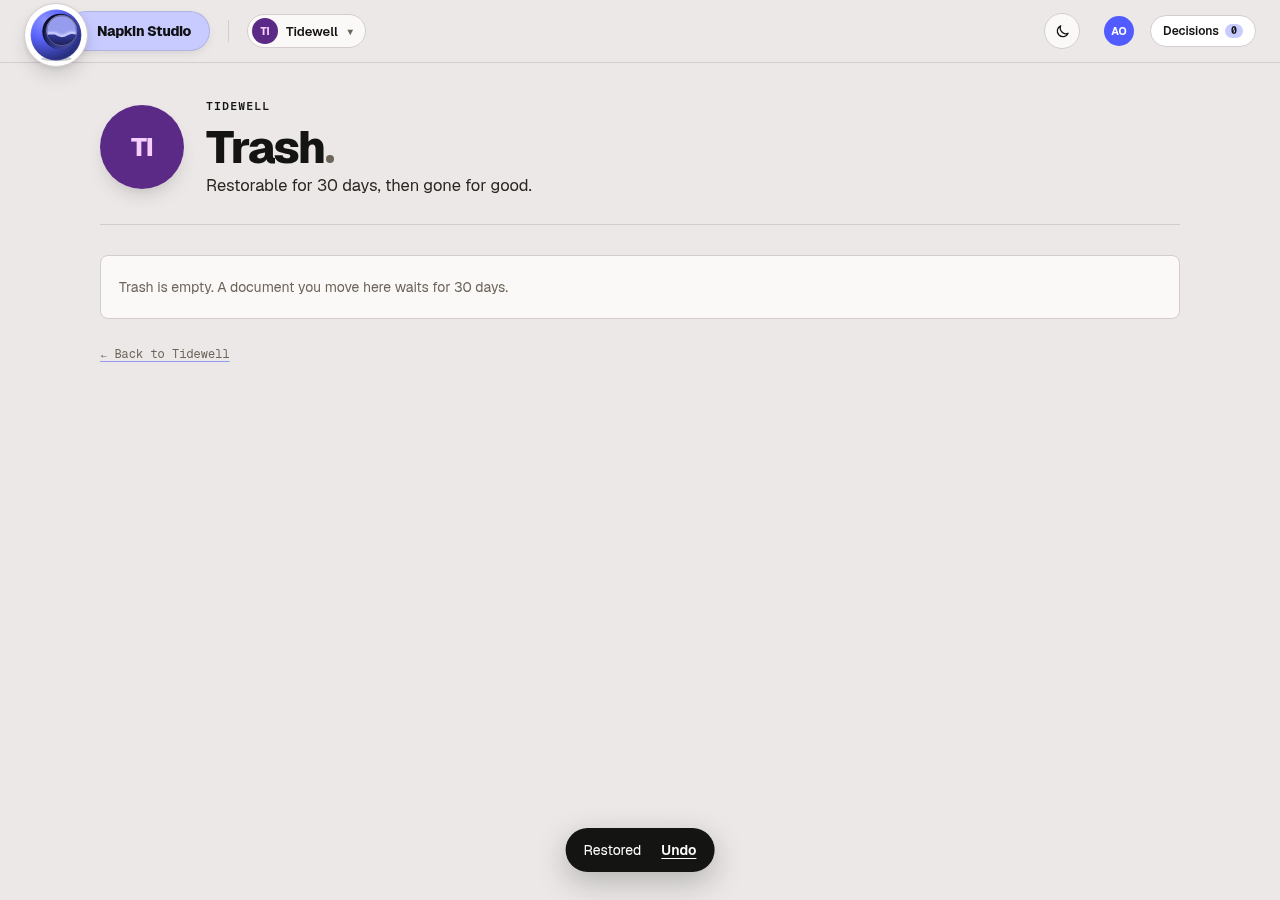 Napkin Studio
TI
Tidewell ▾
AO
Decisions 0
TI
TIDEWELL
Trash.
Restorable for 30 days, then gone for good.
Trash is empty. A document you move here waits for 30 days.
← Back to Tidewell
Restored Undo